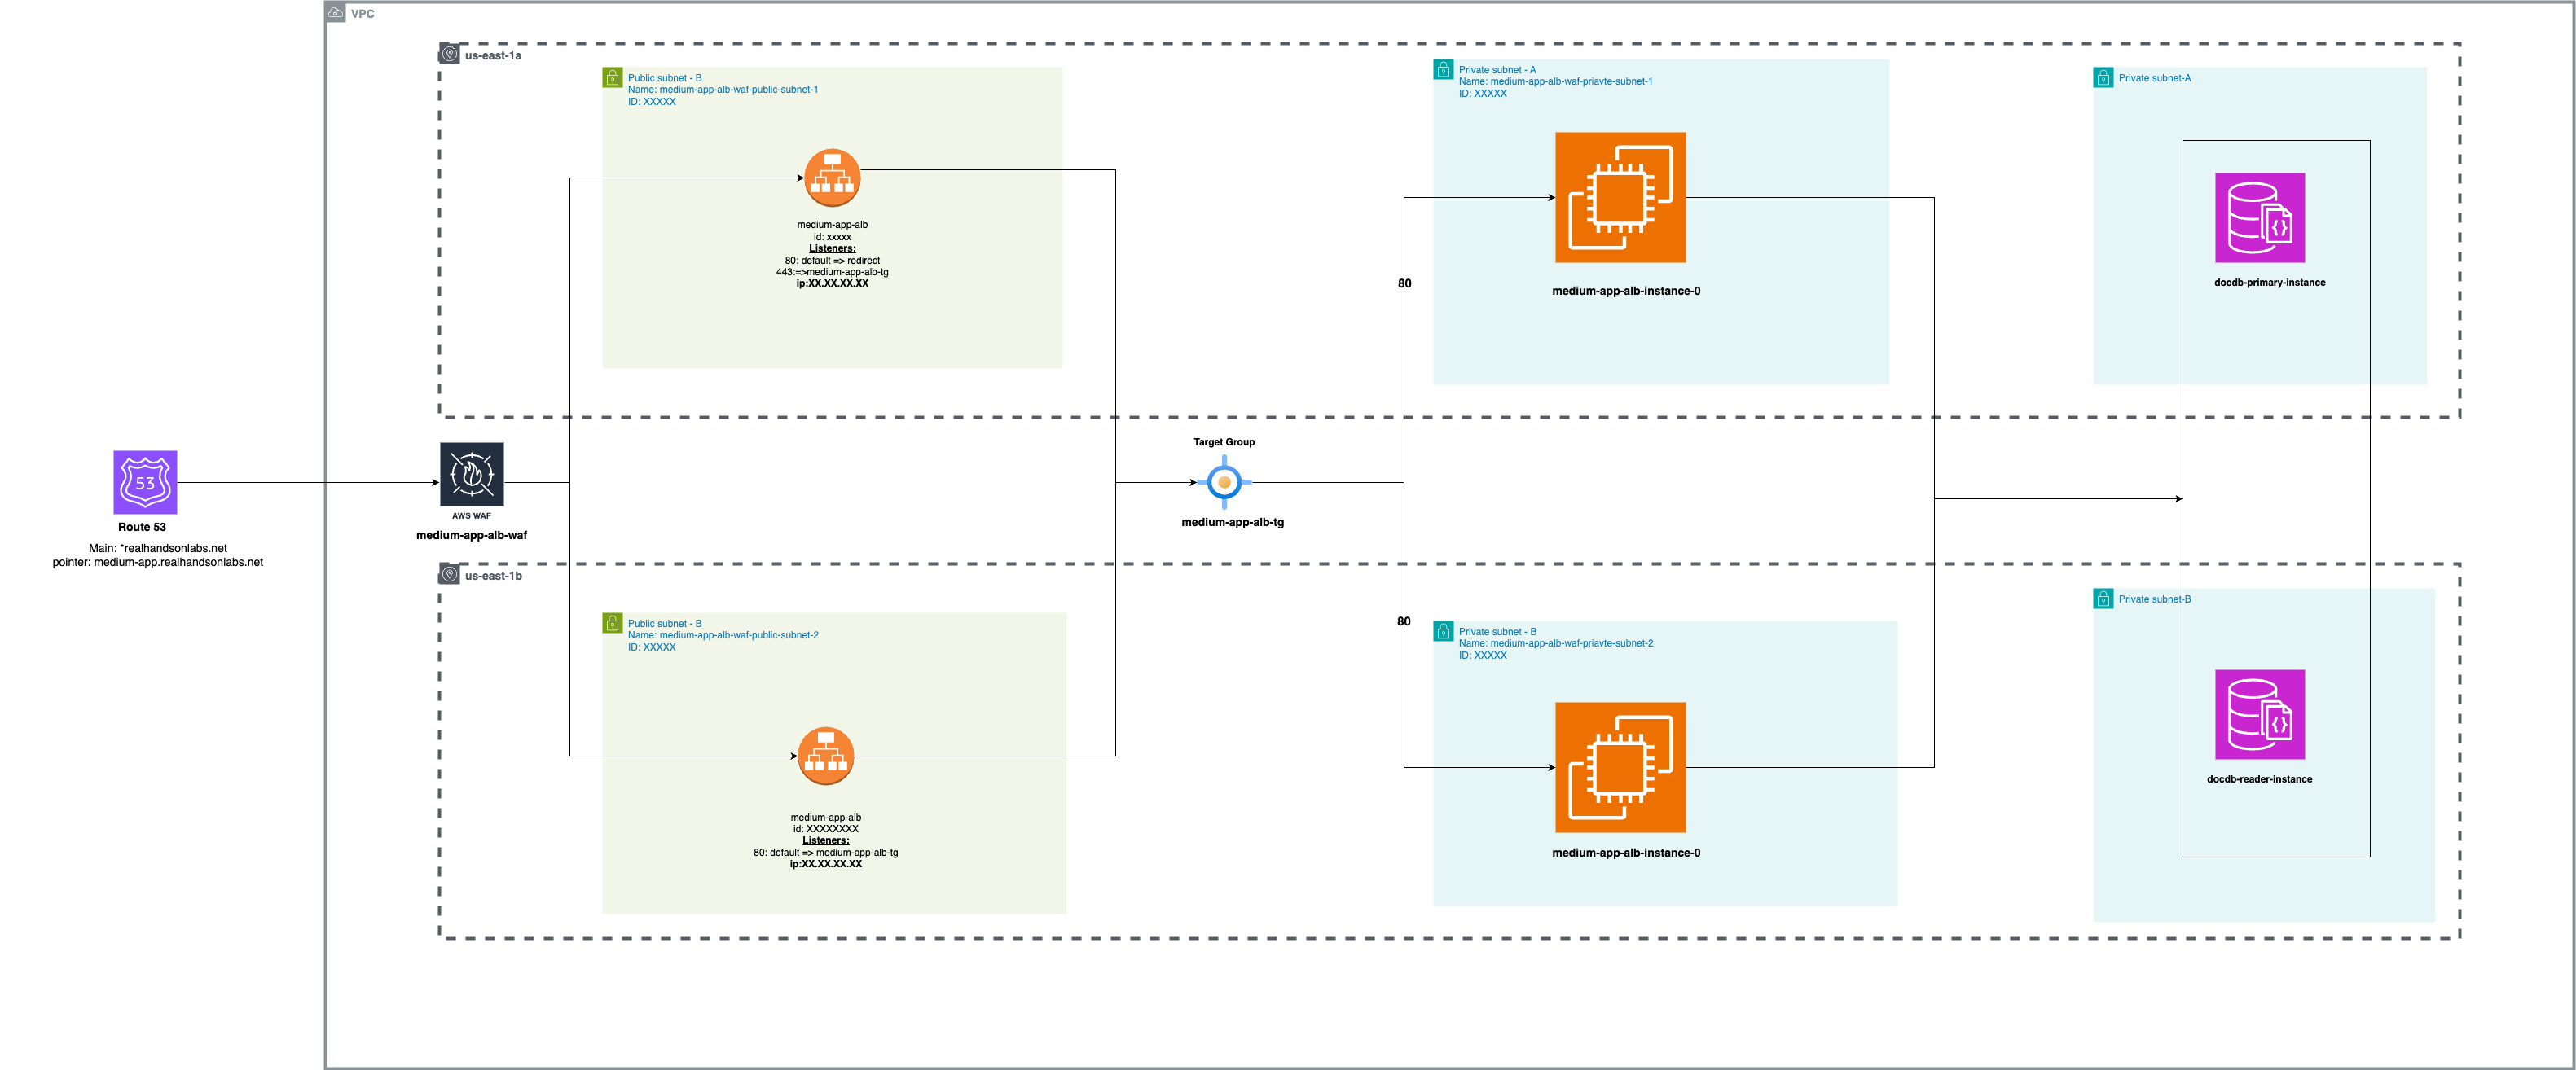 VPC
us-east-1a
Public subnet - B
Name: medium-app-alb-waf-public-subnet-1
ID: XXXXX
medium-app-alb
id: xxxxx
Listeners:
80: default => redirect
443:=>medium-app-alb-tg
ip:XX.XX.XX.XX
Private subnet - A
Name: medium-app-alb-waf-priavte-subnet-1
ID: XXXXX
medium-app-alb-instance-0
Private subnet-A
docdb-primary-instance
80
53
Route 53
Main: *realhandsonlabs.net
pointer: medium-app.realhandsonlabs.net
AWS WAF
medium-app-alb-waf
Target Group
medium-app-alb-tg
us-east-1b
Public subnet - B
Name: medium-app-alb-waf-public-subnet-2
ID: XXXXX
medium-app-alb
id: XXXXXXXX
Listeners:
80: default => medium-app-alb-tg
ip:XX.XX.XX.XX
80
Private subnet - B
Name: medium-app-alb-waf-priavte-subnet-2
ID: XXXXX
medium-app-alb-instance-0
Private subnet-B
docdb-reader-instance